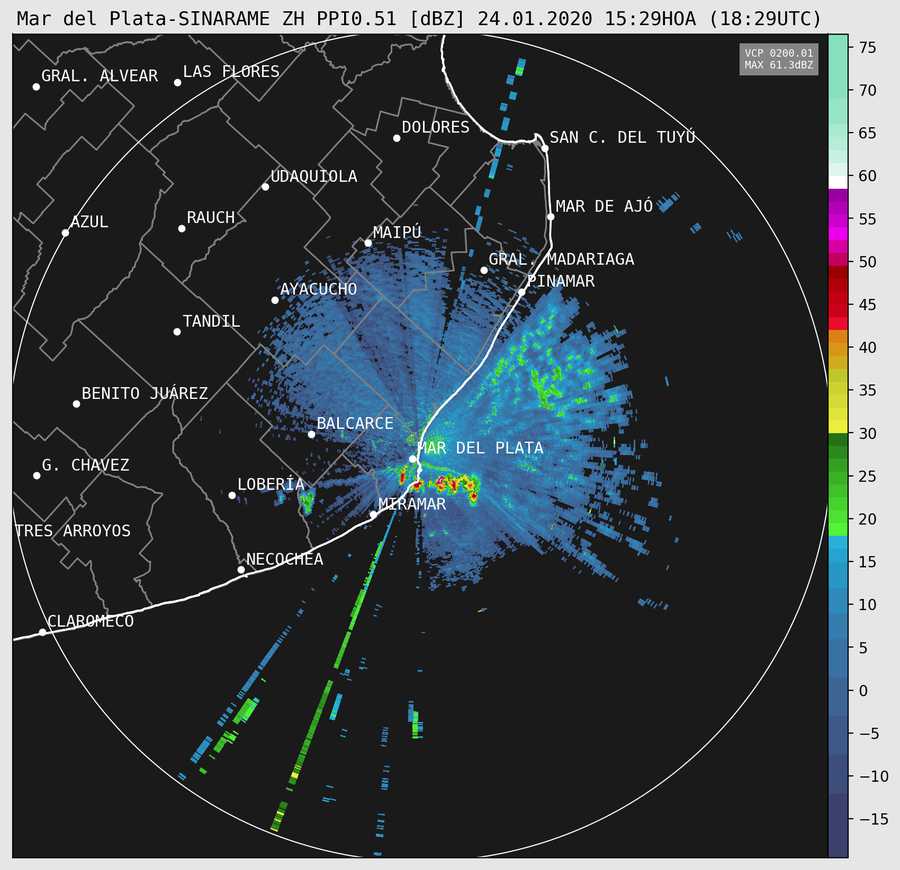 Mar del Plata-SINARAME ZH PPI0.51 [dBZ] 24.01.2020 15:29HOA (18:29UTC)
VCP 0200.01
MAX 61.3dBZ
GRAL. ALVEAR
LAS FLORES
DOLORES
SAN C. DEL TUYÚ
UDAQUIOLA
MAR DE AJÓ
AZUL
RAUCH
MAIPÚ
GRAL. MADARIAGA
PINAMAR
AYACUCHO
TANDIL
BENITO JUÁREZ
BALCARCE
MAR DEL PLATA
G. CHAVEZ
LOBERÍA
MIRAMAR
TRES ARROYOS
NECOCHEA
CLAROMECO
75
70
65
60
55
50
45
40
35
30
25
20
15
10
5
0
−5
−10
−15